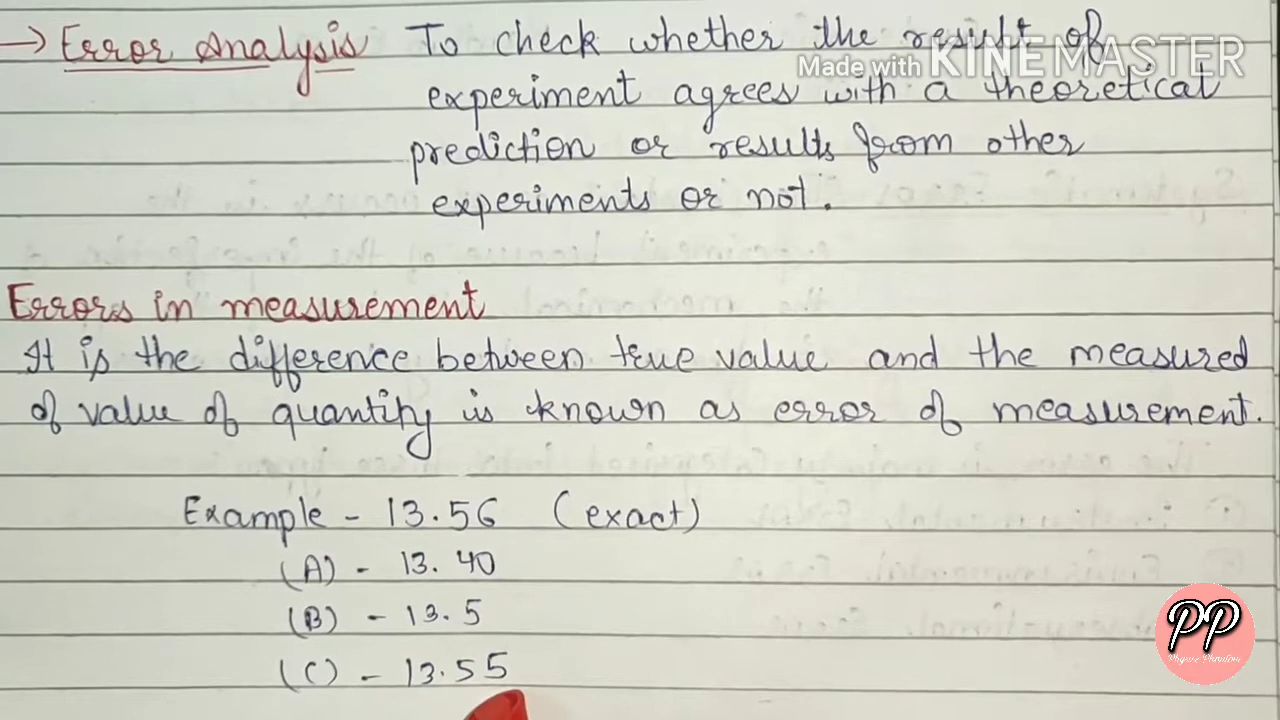 → Error Analysis To check whether the result of
Made with KINEMASTER
experiment agrees with a theoretical
prediction or results from other
experiments or not.
Errors in measurement
It is the difference between true value and the measured
of value of quantity is known as error of measurement.
Example - 13.56 (exact)
(A) - 13.40
(B) - 13.5
(C) - 13.55
PP